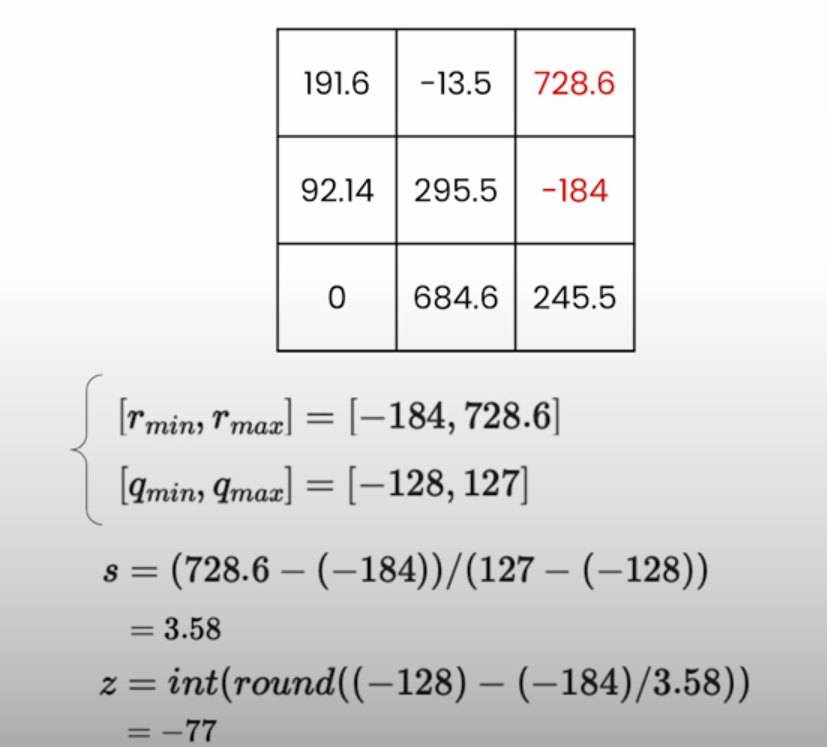 191.6 -13.5 728.6
92.14 295.5 -184
0 684.6 245.5
[r_min, r_max] = [−184, 728.6]
[q_min, q_max] = [−128, 127]
s = (728.6 − (−184))/(127 − (−128))
= 3.58
z = int(round((−128) − (−184)/3.58))
= −77